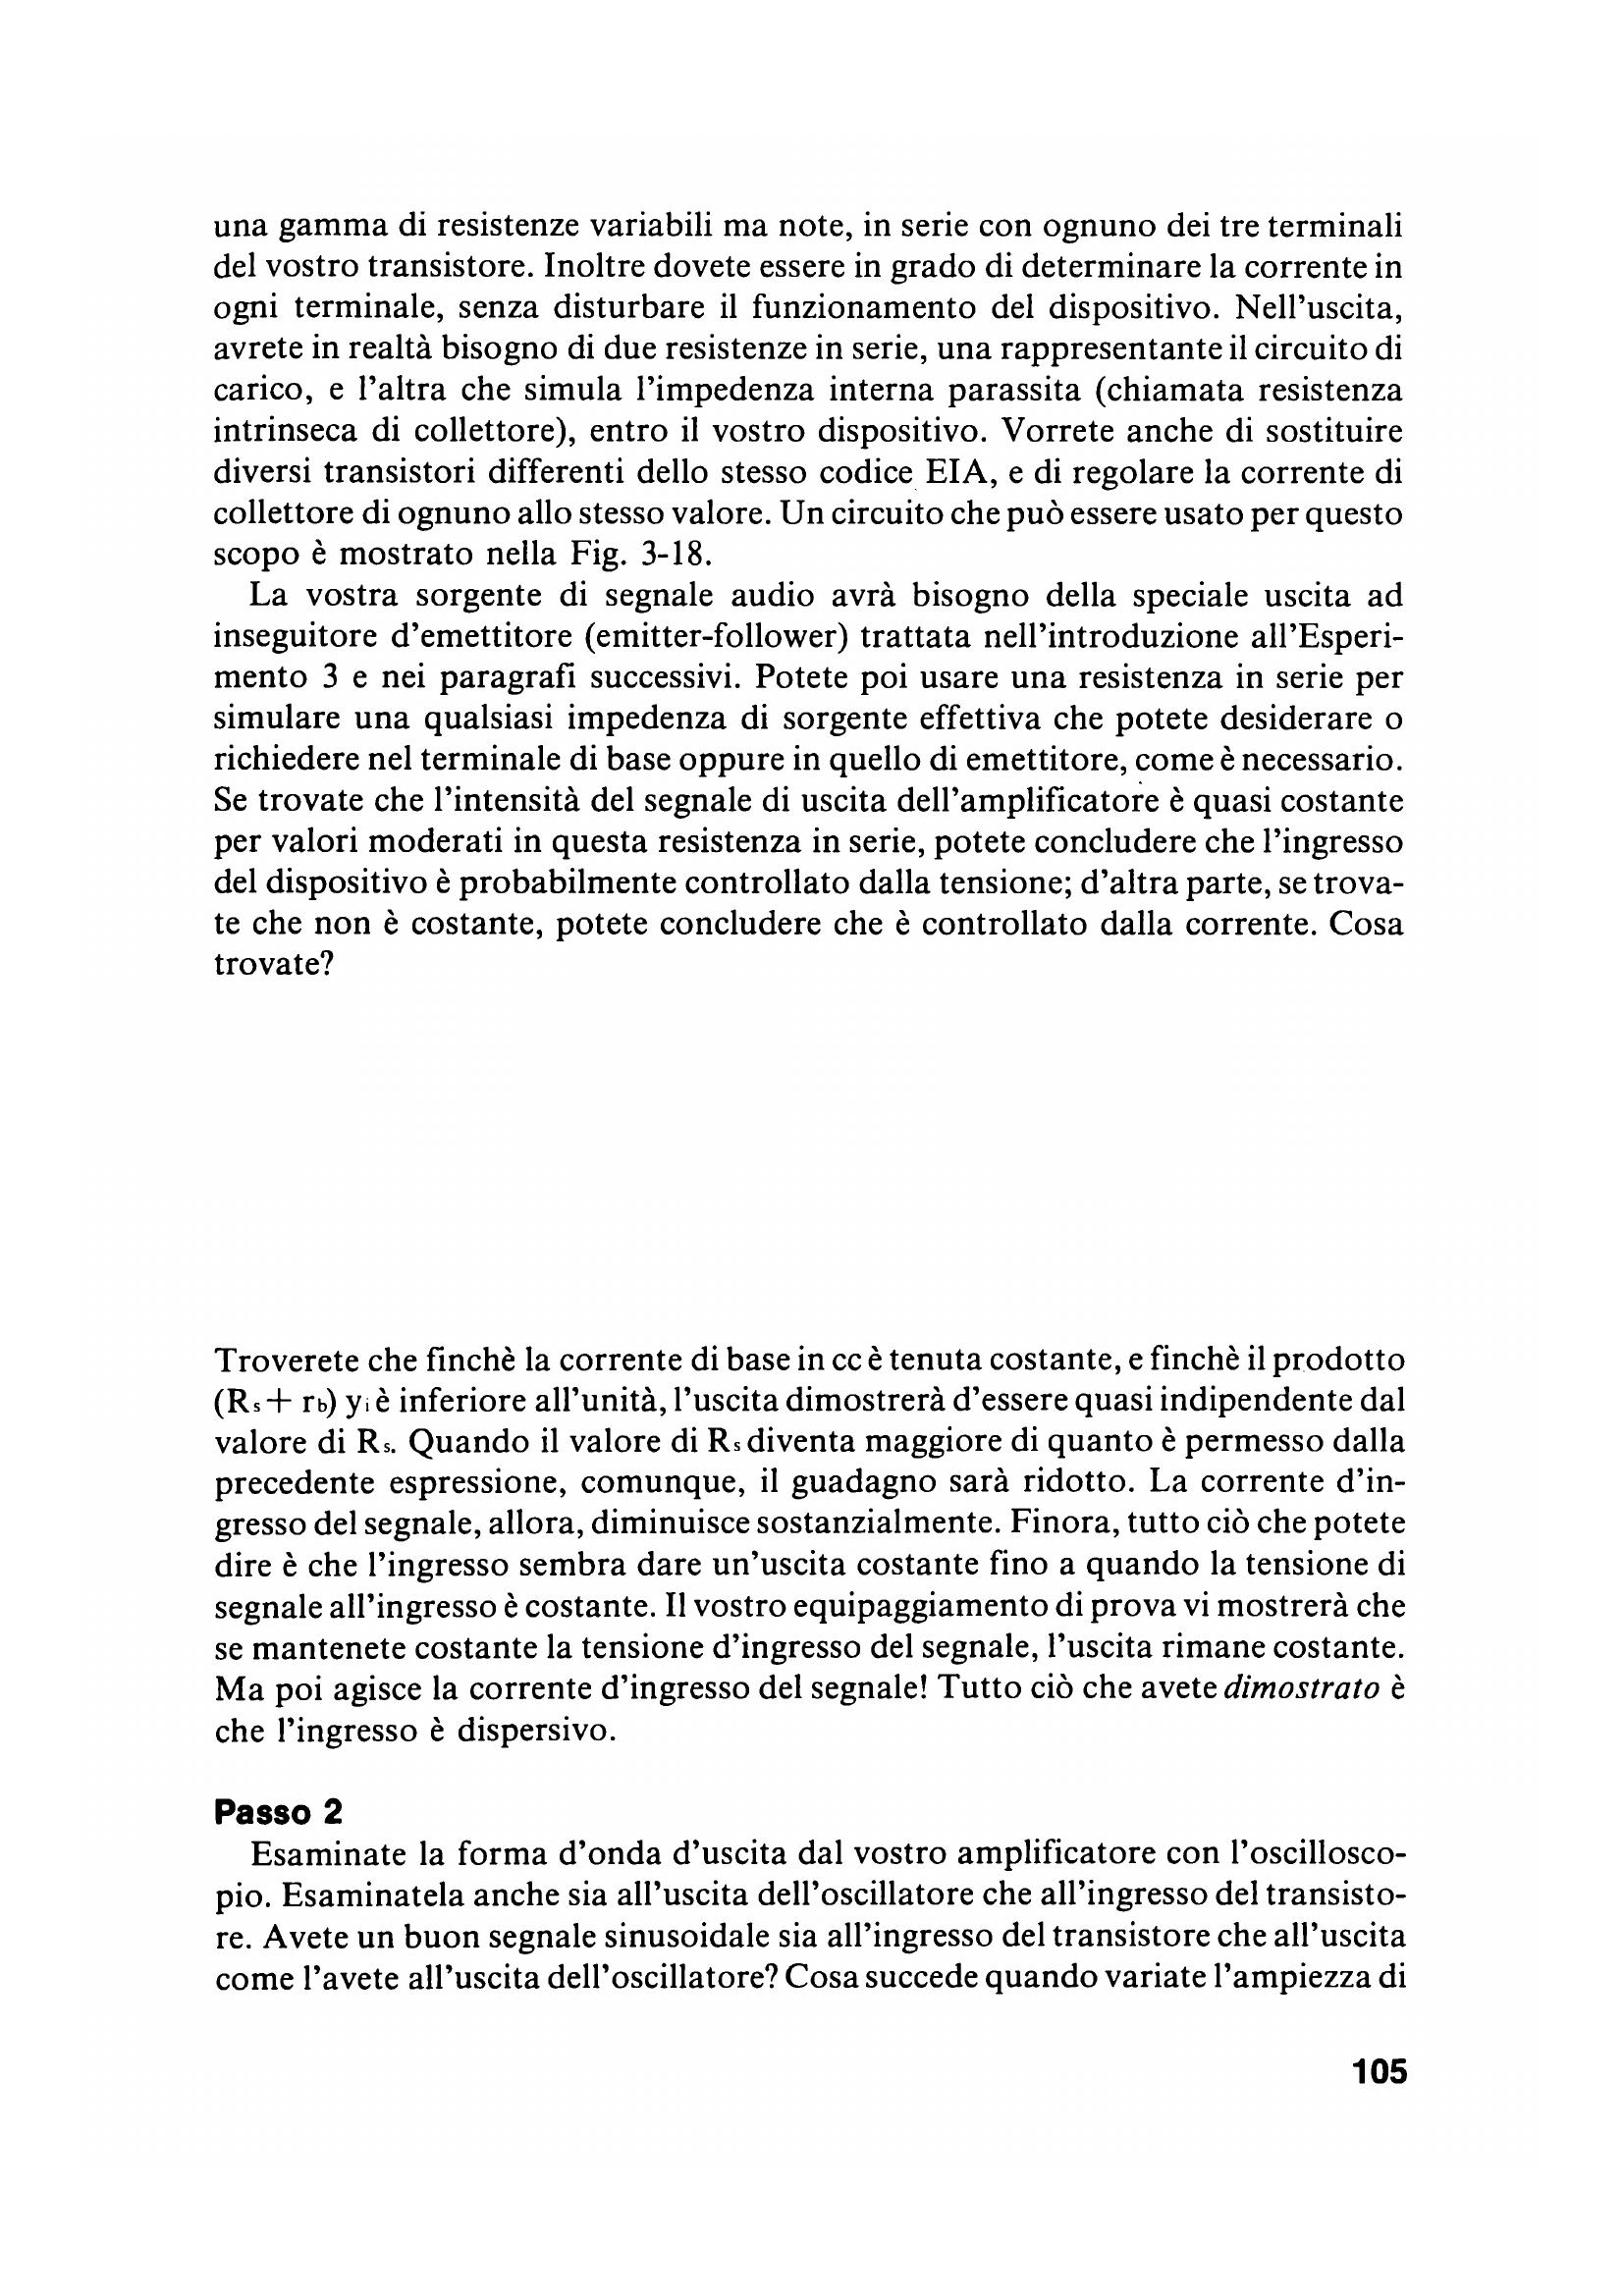 una gamma di resistenze variabili ma note, in serie con ognuno dei tre terminali
del vostro transistore. Inoltre dovete essere in grado di determinare la corrente in
ogni terminale, senza disturbare il funzionamento del dispositivo. Nell'uscita,
avrete in realtà bisogno di due resistenze in serie, una rappresentante il circuito di
carico, e l'altra che simula l'impedenza interna parassita (chiamata resistenza
intrinseca di collettore), entro il vostro dispositivo. Vorrete anche di sostituire
diversi transistori differenti dello stesso codice EIA, e di regolare la corrente di
collettore di ognuno allo stesso valore. Un circuito che può essere usato per questo
scopo è mostrato nella Fig. 3-18.
La vostra sorgente di segnale audio avrà bisogno della speciale uscita ad
inseguitore d'emettitore (emitter-follower) trattata nell'introduzione all'Esperi-
mento 3 e nei paragrafi successivi. Potete poi usare una resistenza in serie per
simulare una qualsiasi impedenza di sorgente effettiva che potete desiderare o
richiedere nel terminale di base oppure in quello di emettitore, come è necessario.
Se trovate che l'intensità del segnale di uscita dell'amplificatore è quasi costante
per valori moderati in questa resistenza in serie, potete concludere che l'ingresso
del dispositivo è probabilmente controllato dalla tensione; d'altra parte, se trova-
te che non è costante, potete concludere che è controllato dalla corrente. Cosa
trovate?
Troverete che finchè la corrente di base in cc è tenuta costante, e finchè il prodotto
(Rs + rb) yi è inferiore all'unità, l'uscita dimostrerà d'essere quasi indipendente dal
valore di Rs. Quando il valore di Rs diventa maggiore di quanto è permesso dalla
precedente espressione, comunque, il guadagno sarà ridotto. La corrente d'in-
gresso del segnale, allora, diminuisce sostanzialmente. Finora, tutto ciò che potete
dire è che l'ingresso sembra dare un'uscita costante fino a quando la tensione di
segnale all'ingresso è costante. Il vostro equipaggiamento di prova vi mostrerà che
se mantenete costante la tensione d'ingresso del segnale, l'uscita rimane costante.
Ma poi agisce la corrente d'ingresso del segnale! Tutto ciò che avete dimostrato è
che l'ingresso è dispersivo.
Passo 2
Esaminate la forma d'onda d'uscita dal vostro amplificatore con l'oscillosco-
pio. Esaminatela anche sia all'uscita dell'oscillatore che all'ingresso del transisto-
re. Avete un buon segnale sinusoidale sia all'ingresso del transistore che all'uscita
come l'avete all'uscita dell'oscillatore? Cosa succede quando variate l'ampiezza di
105